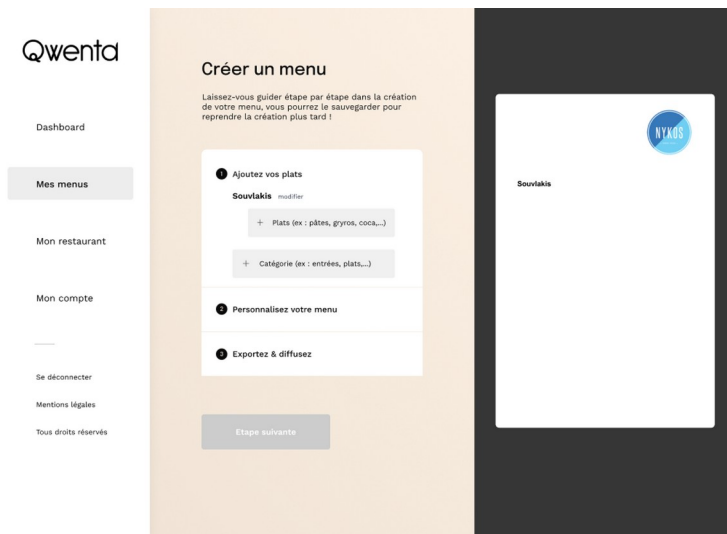 Qwenta
Dashboard
Mes menus
Mon restaurant
Mon compte
Se déconnecter
Mentions légales
Tous droits réservés
Créer un menu
Laissez-vous guider étape par étape dans la création
de votre menu, vous pourrez le sauvegarder pour
reprendre la création plus tard !
1 Ajoutez vos plats
Souvlakis modifier
+ Plats (ex : pâtes, gryros, coca,...)
+ Catégorie (ex : entrées, plats,...)
2 Personnalisez votre menu
3 Exportez & diffusez
Etape suivante
NYKOS
Souvlakis